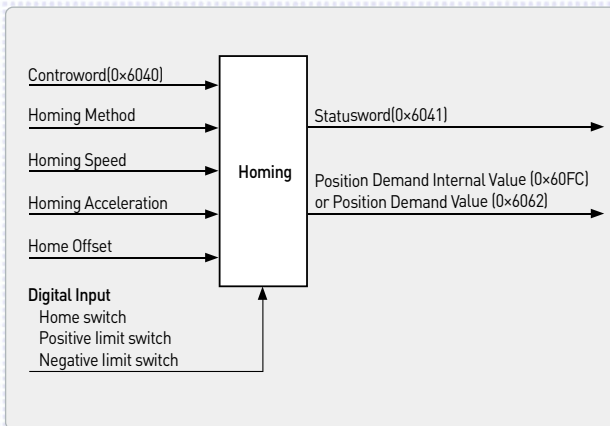 Controword(0×6040)
Homing Method
Homing Speed
Homing Acceleration
Home Offset
Digital Input
Home switch
Positive limit switch
Negative limit switch
Homing
Statusword(0×6041)
Position Demand Internal Value (0×60FC)
or Position Demand Value (0×6062)